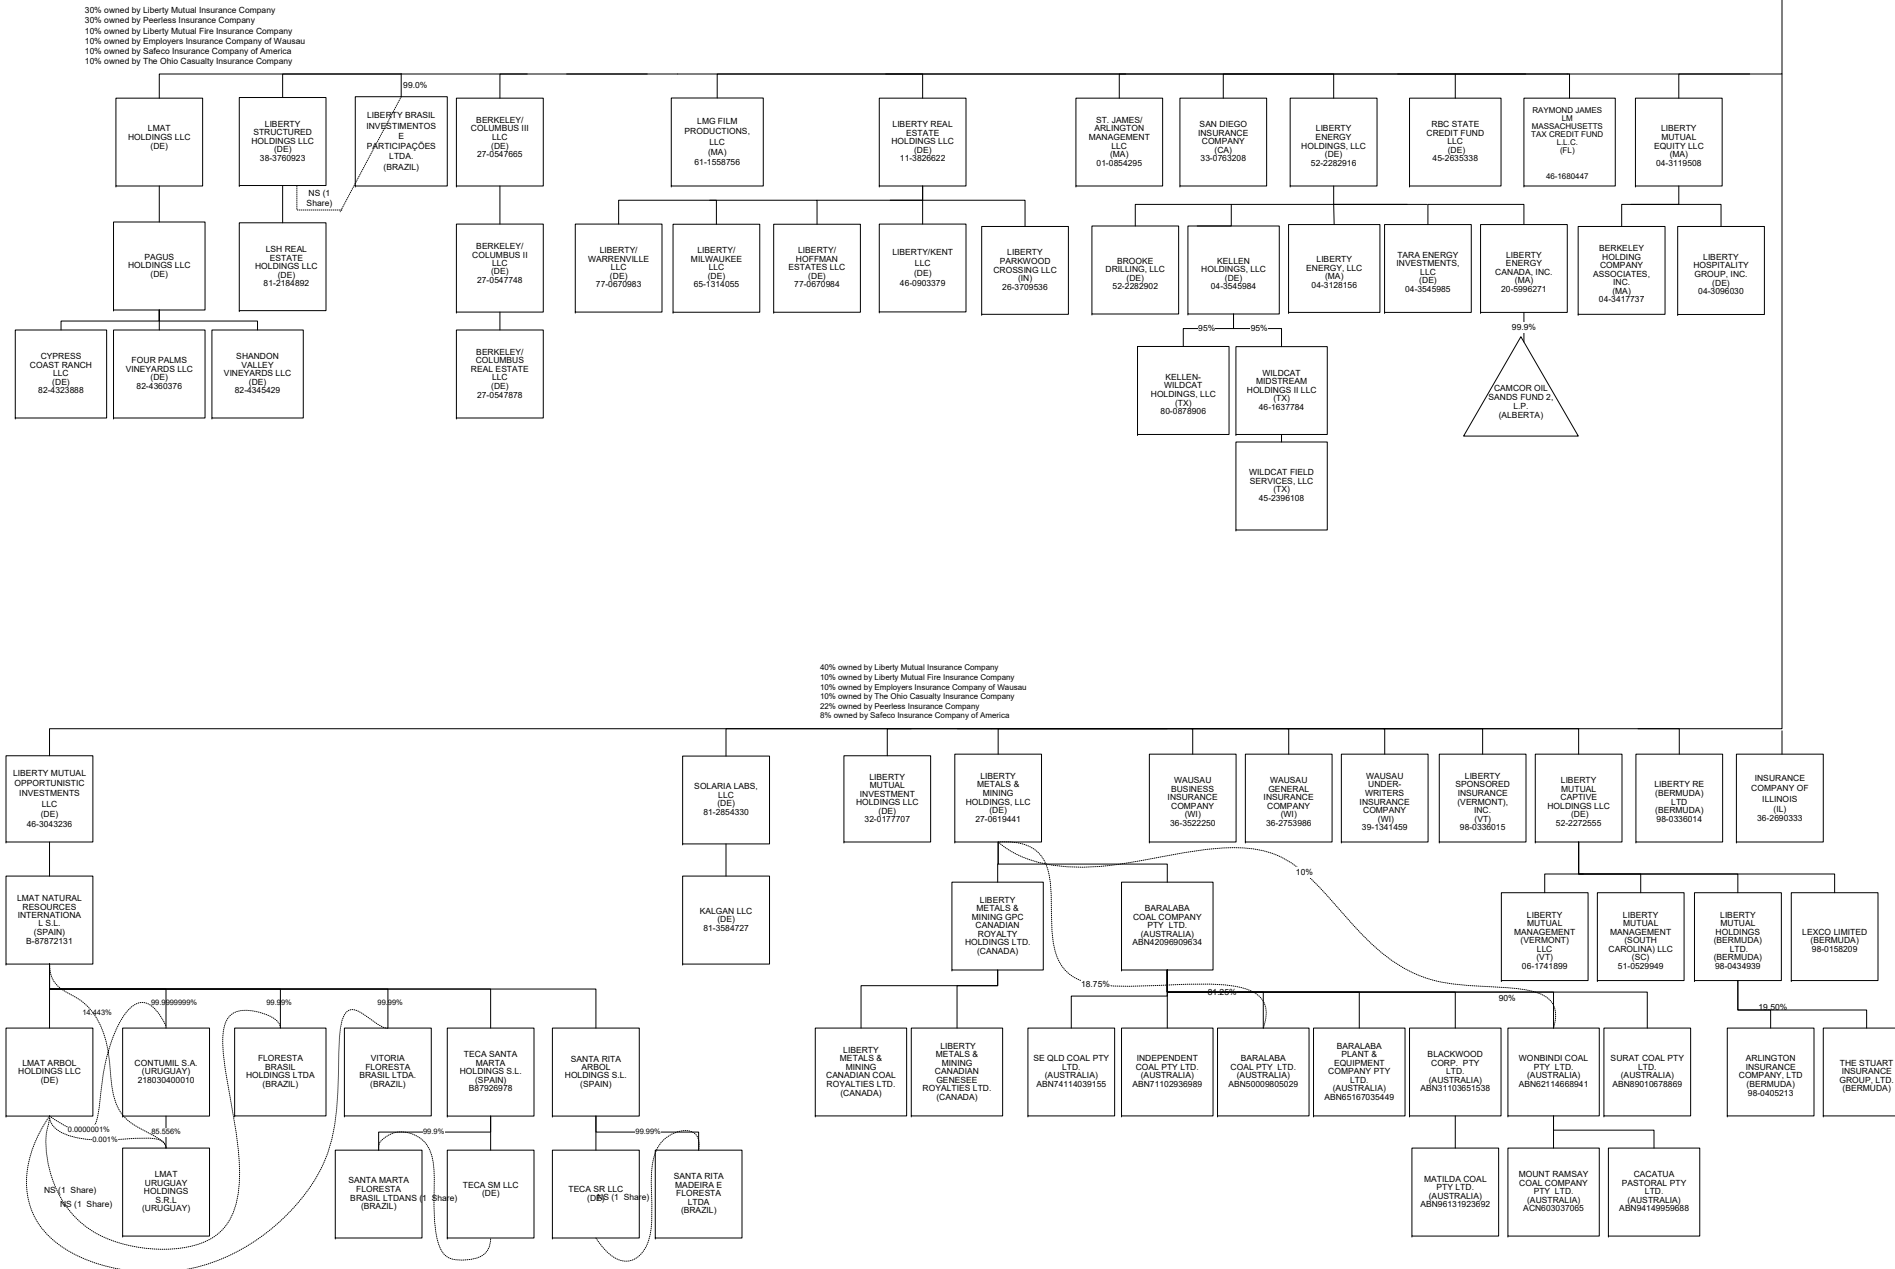 30% owned by Liberty Mutual Insurance Company
30% owned by Peerless Insurance Company
10% owned by Liberty Mutual Fire Insurance Company
10% owned by Employers Insurance Company of Wausau
10% owned by Safeco Insurance Company of America
10% owned by The Ohio Casualty Insurance Company
99.0%
LMAT
HOLDINGS LLC
(DE)
LIBERTY
STRUCTURED
HOLDINGS LLC
(DE)
38-3760923
LIBERTY BRASIL
INVESTIMENTOS
E
PARTICIPAÇÕES
LTDA.
(BRAZIL)
BERKELEY/
COLUMBUS III
LLC
(DE)
27-0547665
LMG FILM
PRODUCTIONS,
LLC
(MA)
61-1558756
LIBERTY REAL
ESTATE
HOLDINGS LLC
(DE)
11-3826622
ST. JAMES/
ARLINGTON
MANAGEMENT
LLC
(MA)
01-0854295
SAN DIEGO
INSURANCE
COMPANY
(CA)
33-0763208
LIBERTY
ENERGY
HOLDINGS, LLC
(DE)
52-2282916
RBC STATE
CREDIT FUND
LLC
(DE)
45-2635338
RAYMOND JAMES
LM
MASSACHUSETTS
TAX CREDIT FUND
L.L.C.
(FL)
46-1680447
LIBERTY
MUTUAL
EQUITY LLC
(MA)
04-3119508
NS (1
Share)
PAGUS
HOLDINGS LLC
(DE)
LSH REAL
ESTATE
HOLDINGS LLC
(DE)
81-2184892
BERKELEY/
COLUMBUS II
LLC
(DE)
27-0547748
LIBERTY/
WARRENVILLE
LLC
(DE)
77-0670983
LIBERTY/
MILWAUKEE
LLC
(DE)
65-1314055
LIBERTY/
HOFFMAN
ESTATES LLC
(DE)
77-0670984
LIBERTY/KENT
LLC
(DE)
46-0903379
LIBERTY
PARKWOOD
CROSSING LLC
(IN)
26-3709536
BROOKE
DRILLING, LLC
(DE)
52-2282902
KELLEN
HOLDINGS, LLC
(DE)
04-3545984
LIBERTY
ENERGY, LLC
(MA)
04-3128156
TARA ENERGY
INVESTMENTS,
LLC
(DE)
04-3545985
LIBERTY
ENERGY
CANADA, INC.
(MA)
20-5996271
BERKELEY
HOLDING
COMPANY
ASSOCIATES,
INC.
(MA)
04-3417737
LIBERTY
HOSPITALITY
GROUP, INC.
(DE)
04-3096030
95%
95%
99.9%
CYPRESS
COAST RANCH
LLC
(DE)
82-4323888
FOUR PALMS
VINEYARDS LLC
(DE)
82-4360376
SHANDON
VALLEY
VINEYARDS LLC
(DE)
82-4345429
BERKELEY/
COLUMBUS
REAL ESTATE
LLC
(DE)
27-0547878
KELLEN-
WILDCAT
HOLDINGS, LLC
(TX)
80-0878906
WILDCAT
MIDSTREAM
HOLDINGS II LLC
(TX)
46-1637784
CAMCOR OIL
SANDS FUND 2,
L.P.
(ALBERTA)
WILDCAT FIELD
SERVICES, LLC
(TX)
45-2396108
40% owned by Liberty Mutual Insurance Company
10% owned by Liberty Mutual Fire Insurance Company
10% owned by Employers Insurance Company of Wausau
10% owned by The Ohio Casualty Insurance Company
22% owned by Peerless Insurance Company
8% owned by Safeco Insurance Company of America
LIBERTY MUTUAL
OPPORTUNISTIC
INVESTMENTS
LLC
(DE)
46-3043236
SOLARIA LABS,
LLC
(DE)
81-2854330
LIBERTY
MUTUAL
INVESTMENT
HOLDINGS LLC
(DE)
32-0177707
LIBERTY
METALS &
MINING
HOLDINGS, LLC
(DE)
27-0619441
WAUSAU
BUSINESS
INSURANCE
COMPANY
(WI)
36-3522250
WAUSAU
GENERAL
INSURANCE
COMPANY
(WI)
36-2753986
WAUSAU
UNDER-
WRITERS
INSURANCE
COMPANY
(WI)
39-1341459
LIBERTY
SPONSORED
INSURANCE
(VERMONT),
INC.
(VT)
98-0336015
LIBERTY
MUTUAL
CAPTIVE
HOLDINGS LLC
(DE)
52-2272555
LIBERTY RE
(BERMUDA)
LTD
(BERMUDA)
98-0336014
INSURANCE
COMPANY OF
ILLINOIS
(IL)
36-2690333
10%
LMAT NATURAL
RESOURCES
INTERNATIONA
L S.L.
(SPAIN)
B-87872131
KALGAN LLC
(DE)
81-3584727
LIBERTY
METALS &
MINING GPC
CANADIAN
ROYALTY
HOLDINGS LTD.
(CANADA)
BARALABA
COAL COMPANY
PTY LTD.
(AUSTRALIA)
ABN42096909634
LIBERTY
MUTUAL
MANAGEMENT
(VERMONT)
LLC
(VT)
06-1741899
LIBERTY
MUTUAL
MANAGEMENT
(SOUTH
CAROLINA) LLC
(SC)
51-0529949
LIBERTY
MUTUAL
HOLDINGS
(BERMUDA)
LTD.
(BERMUDA)
98-0434939
LEXCO LIMITED
(BERMUDA)
98-0158209
14.443%
99.9999999%
99.99%
99.99%
18.75%
81.25%
90%
19.50%
LMAT ARBOL
HOLDINGS LLC
(DE)
CONTUMIL S.A.
(URUGUAY)
218030400010
FLORESTA
BRASIL
HOLDINGS LTDA
(BRAZIL)
VITORIA
FLORESTA
BRASIL LTDA.
(BRAZIL)
TECA SANTA
MARTA
HOLDINGS S.L.
(SPAIN)
B87926978
SANTA RITA
ARBOL
HOLDINGS S.L.
(SPAIN)
LIBERTY
METALS &
MINING
CANADIAN COAL
ROYALTIES LTD.
(CANADA)
LIBERTY
METALS &
MINING
CANADIAN
GENESEE
ROYALTIES LTD.
(CANADA)
SE QLD COAL PTY
LTD.
(AUSTRALIA)
ABN74114039155
INDEPENDENT
COAL PTY LTD.
(AUSTRALIA)
ABN71102936989
BARALABA
COAL PTY LTD.
(AUSTRALIA)
ABN50009805029
BARALABA
PLANT &
EQUIPMENT
COMPANY PTY
LTD.
(AUSTRALIA)
ABN65167035449
BLACKWOOD
CORP. PTY
LTD.
(AUSTRALIA)
ABN31103651538
WONBINDI COAL
PTY LTD.
(AUSTRALIA)
ABN62114668941
SURAT COAL PTY
LTD.
(AUSTRALIA)
ABN89010678869
ARLINGTON
INSURANCE
COMPANY, LTD
(BERMUDA)
98-0405213
THE STUART
INSURANCE
GROUP, LTD.
(BERMUDA)
0.0000001%
0.001%
85.556%
99.9%
99.99%
NS (1 Share)
NS (1 Share)
LMAT
URUGUAY
HOLDINGS
S.R.L
(URUGUAY)
SANTA MARTA
FLORESTA
BRASIL LTDA
(BRAZIL)
NS (1 Share)
TECA SM LLC
(DE)
TECA SR LLC
(DE)
NS (1 Share)
SANTA RITA
MADEIRA E
FLORESTA
LTDA
(BRAZIL)
MATILDA COAL
PTY LTD.
(AUSTRALIA)
ABN96131923692
MOUNT RAMSAY
COAL COMPANY
PTY LTD.
(AUSTRALIA)
ACN603037065
CACATUA
PASTORAL PTY
LTD.
(AUSTRALIA)
ABN94149959688